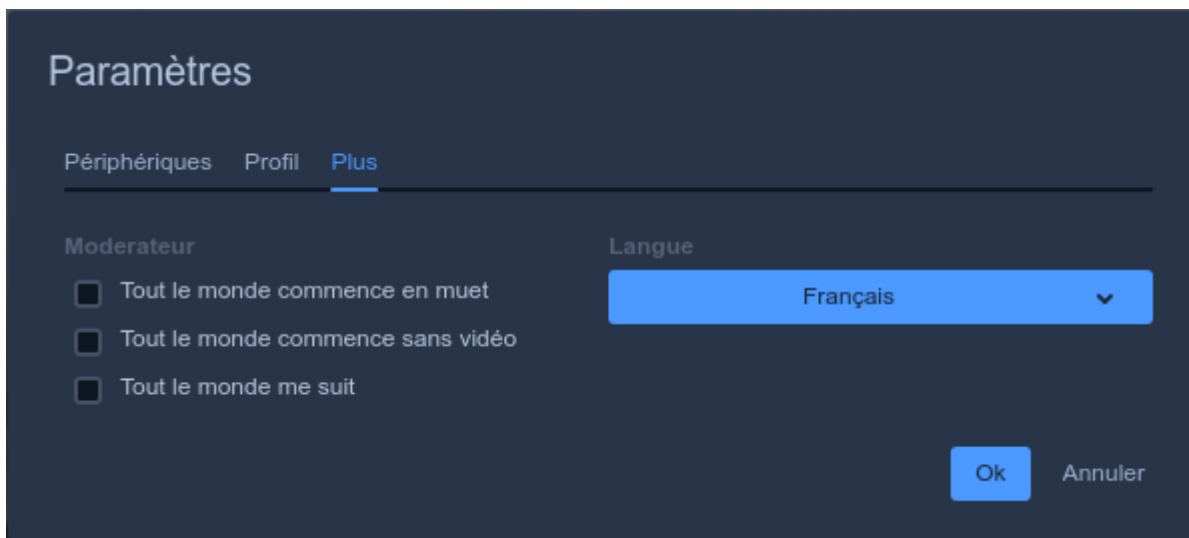 Paramètres
Périphériques Profil Plus
Moderateur
Tout le monde commence en muet
Tout le monde commence sans vidéo
Tout le monde me suit
Langue
Français
Ok Annuler